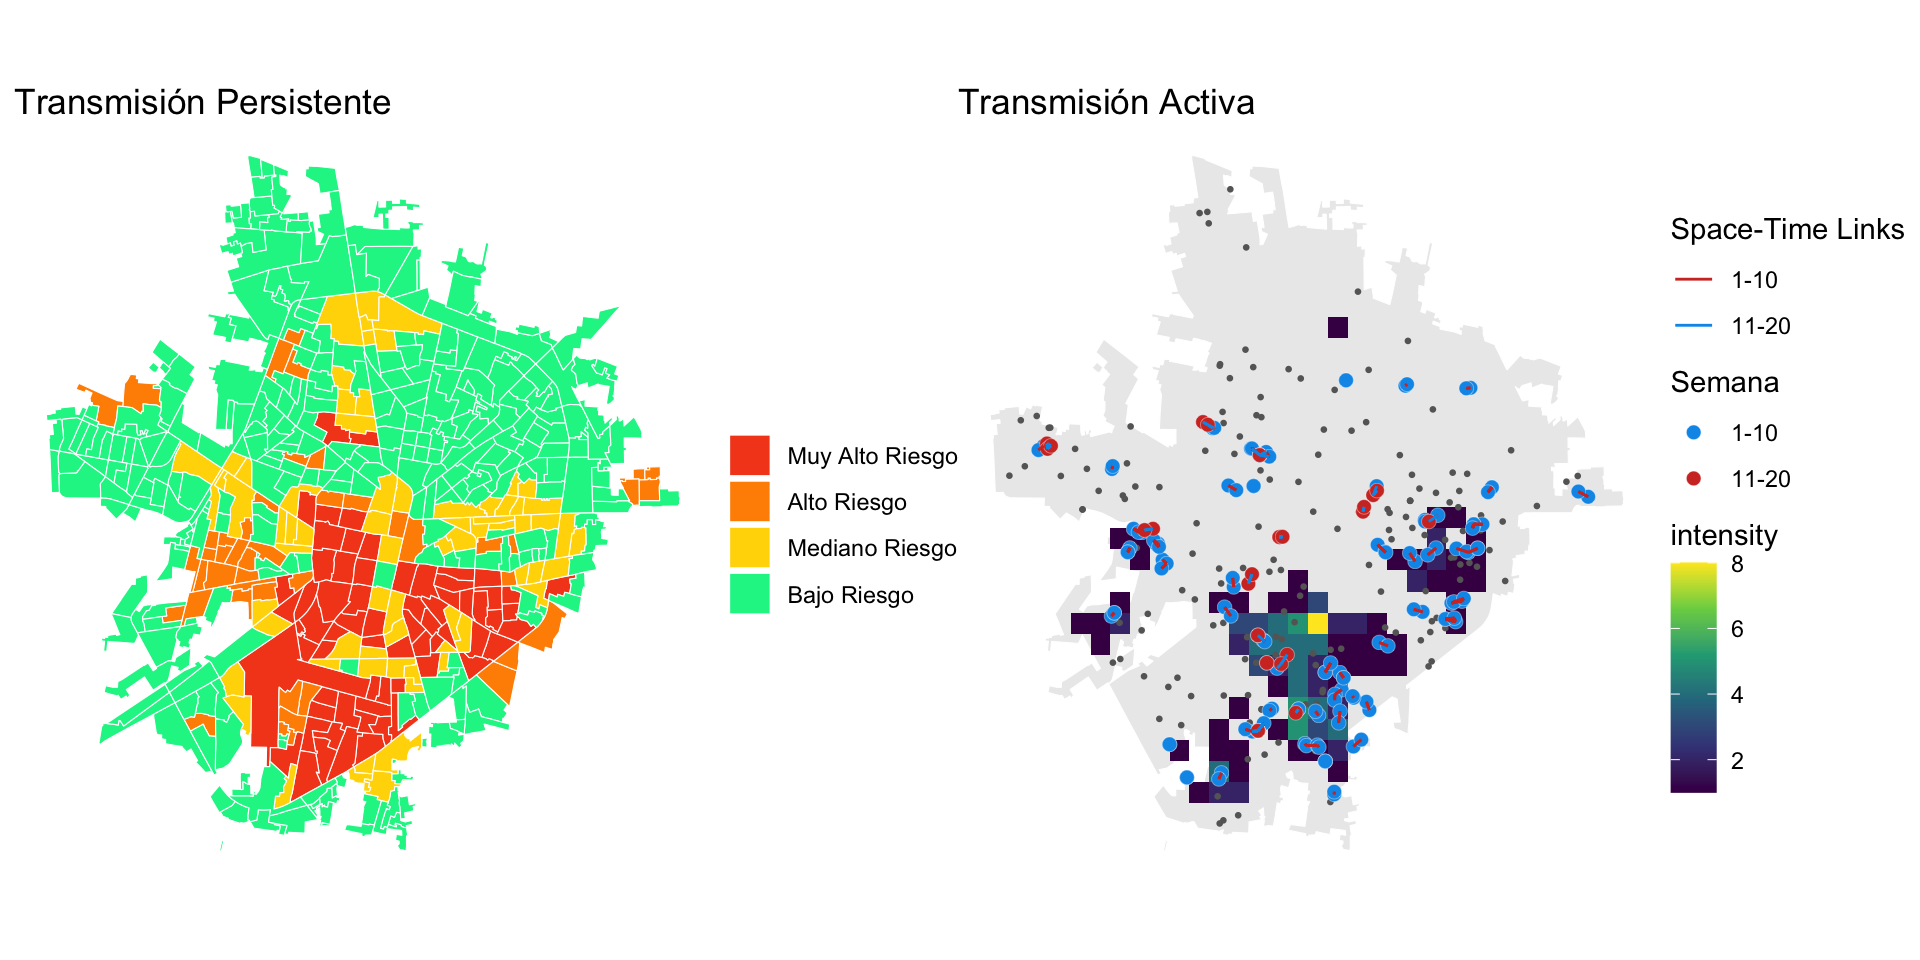 Transmisión Persistente
Muy Alto Riesgo
Alto Riesgo
Mediano Riesgo
Bajo Riesgo
Transmisión Activa
Space-Time Links
1-10
11-20
Semana
1-10
11-20
intensity
8
6
4
2